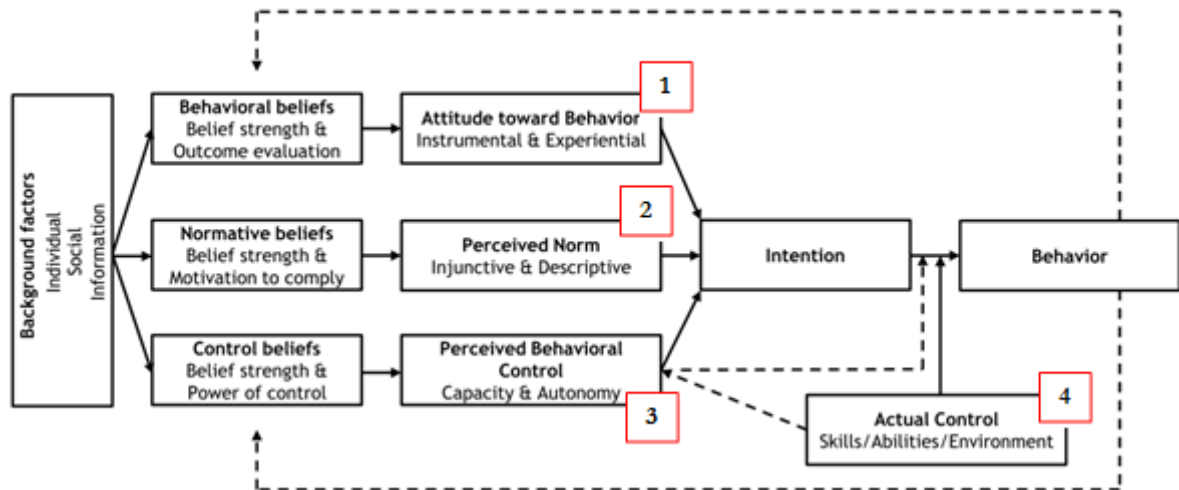 Background factors
Individual
Social
Information
Behavioral beliefs
Belief strength &
Outcome evaluation
1
Attitude toward Behavior
Instrumental & Experiential
Normative beliefs
Belief strength &
Motivation to comply
2
Perceived Norm
Injunctive & Descriptive
Control beliefs
Belief strength &
Power of control
Perceived Behavioral
Control
Capacity & Autonomy
3
Intention
Behavior
4
Actual Control
Skills/Abilities/Environment